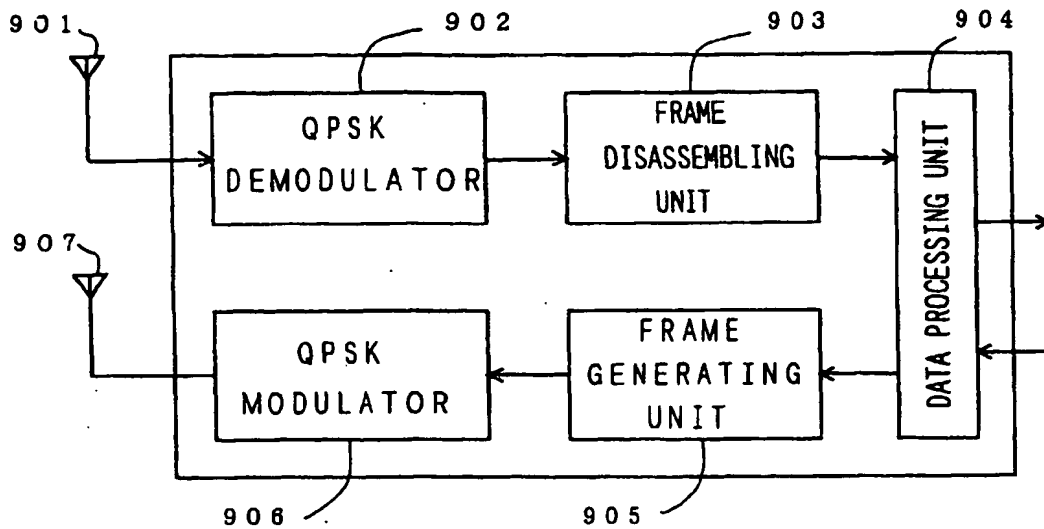 901
902
903
904
QPSK
DEMODULATOR
FRAME
DISASSEMBLING
UNIT
DATA PROCESSING UNIT
907
QPSK
MODULATOR
FRAME
GENERATING
UNIT
906
905